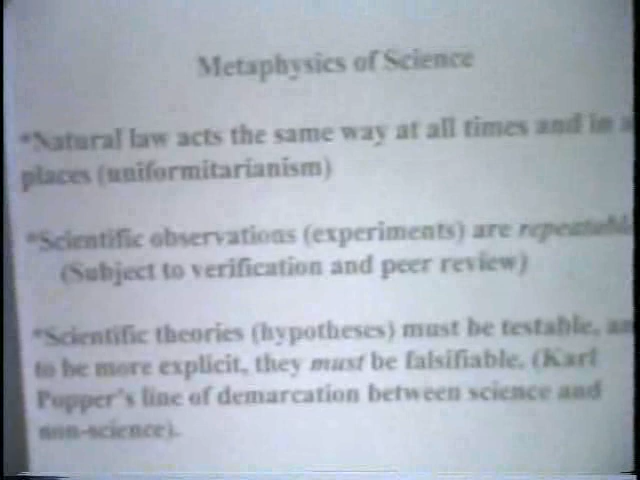 Metaphysics of Science
*Natural law acts the same way at all times and in a
places (uniformitarianism)
*Scientific observations (experiments) are repeatabl
(Subject to verification and peer review)
*Scientific theories (hypotheses) must be testable, an
to be more explicit, they must be falsifiable. (Karl
Popper's line of demarcation between science and
non-science).